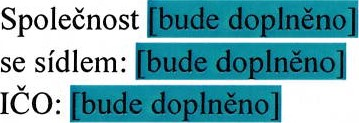 Společnost [bude doplněno]
se sídlem: [bude doplněno]
IČO: [bude doplněno]